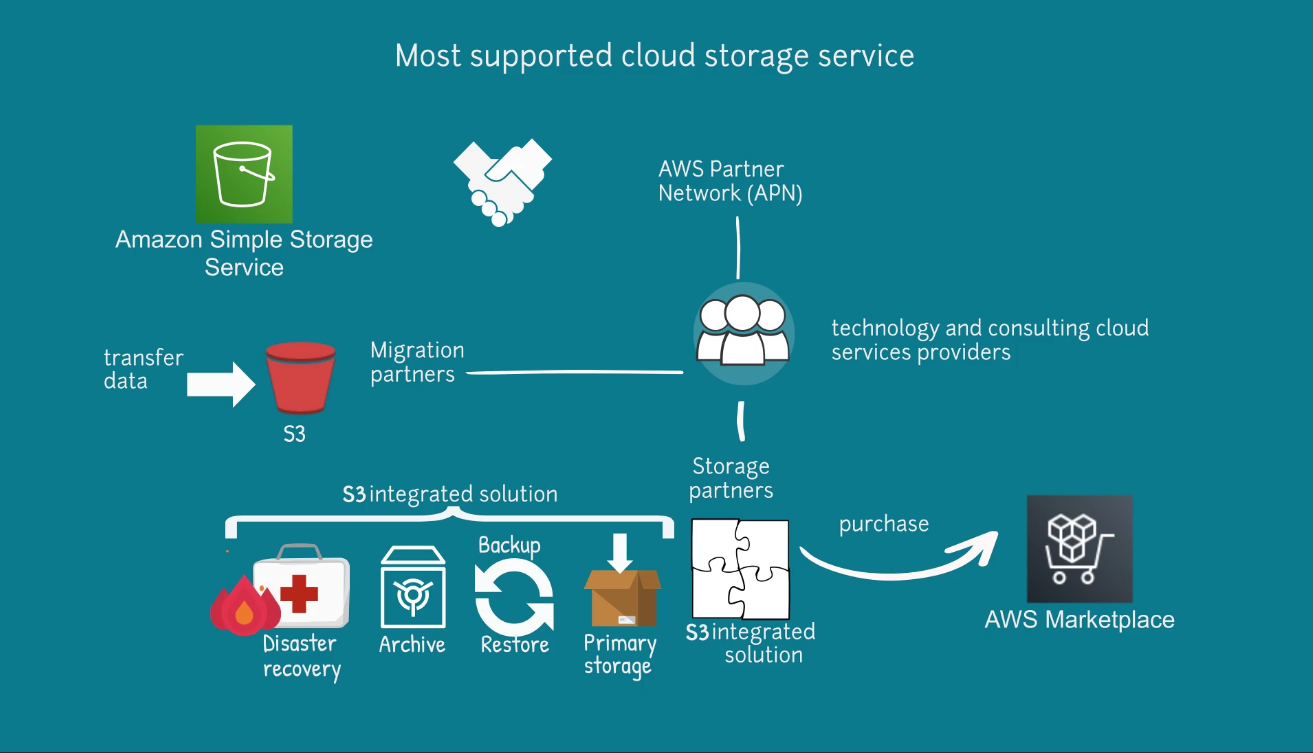 Most supported cloud storage service
Amazon Simple Storage
Service
AWS Partner
Network (APN)
technology and consulting cloud
services providers
transfer
data
S3
Migration
partners
Storage
partners
S3 integrated solution
Disaster
recovery
Archive
Backup
Restore
Primary
storage
S3 integrated
solution
purchase
AWS Marketplace